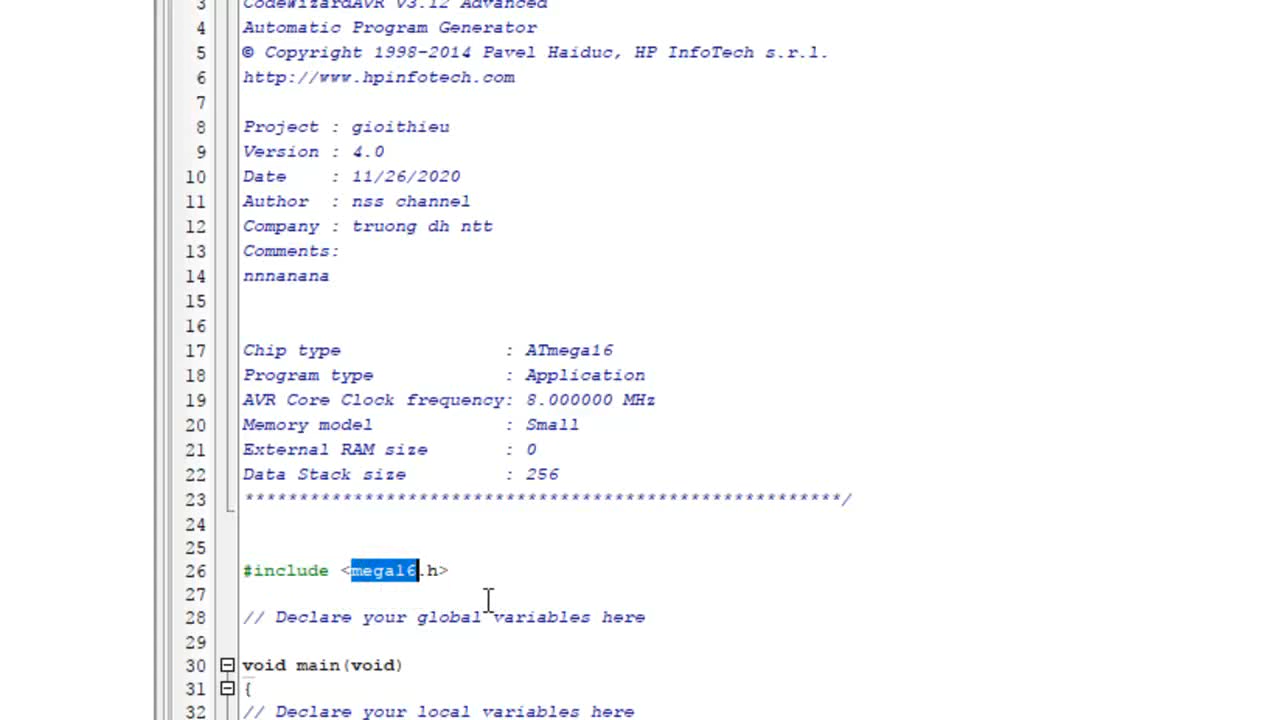 3 CodeWizardAVR V3.12 Advanced
4 Automatic Program Generator
5 © Copyright 1998-2014 Pavel Haiduc, HP InfoTech s.r.l.
6 http://www.hpinfotech.com
7
8 Project : gioithieu
9 Version : 4.0
10 Date    : 11/26/2020
11 Author  : nss channel
12 Company : truong dh ntt
13 Comments:
14 nnnanana
15
16
17 Chip type               : ATmega16
18 Program type            : Application
19 AVR Core Clock frequency: 8.000000 MHz
20 Memory model            : Small
21 External RAM size       : 0
22 Data Stack size         : 256
23 *******************************************************/
24
25
26 #include <mega16.h>
27
28 // Declare your global variables here
29
30 void main(void)
31 {
32 // Declare your local variables here